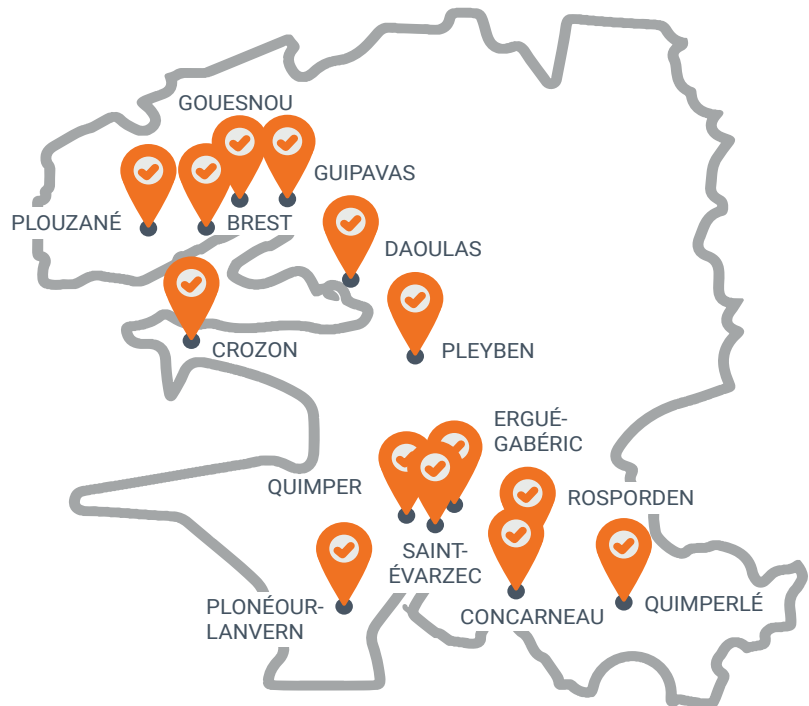 GOUESNOU
GUIPAVAS
PLOUZANÉ
BREST
DAOULAS
CROZON
PLEYBEN
ERGUÉ-
GABÉRIC
QUIMPER
ROSPORDEN
SAINT-
ÉVARZEC
PLONÉOUR-
LANVERN
CONCARNEAU
QUIMPERLÉ